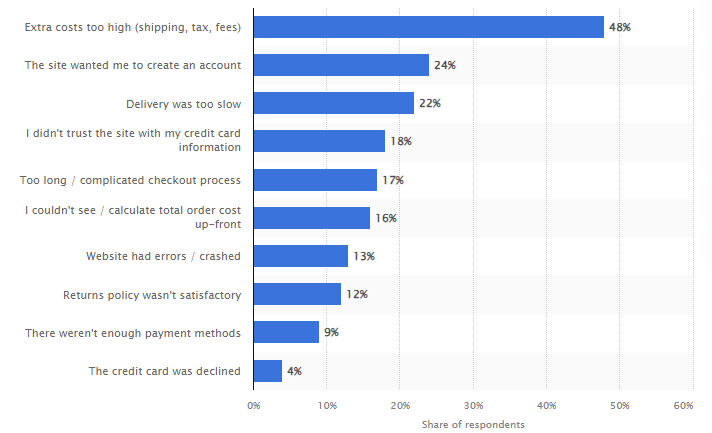 Extra costs too high (shipping, tax, fees)
48%
The site wanted me to create an account
24%
Delivery was too slow
22%
I didn't trust the site with my credit card
information
18%
Too long / complicated checkout process
17%
I couldn't see / calculate total order cost
up-front
16%
Website had errors / crashed
13%
Returns policy wasn't satisfactory
12%
There weren't enough payment methods
9%
The credit card was declined
4%
0% 10% 20% 30% 40% 50% 60%
Share of respondents